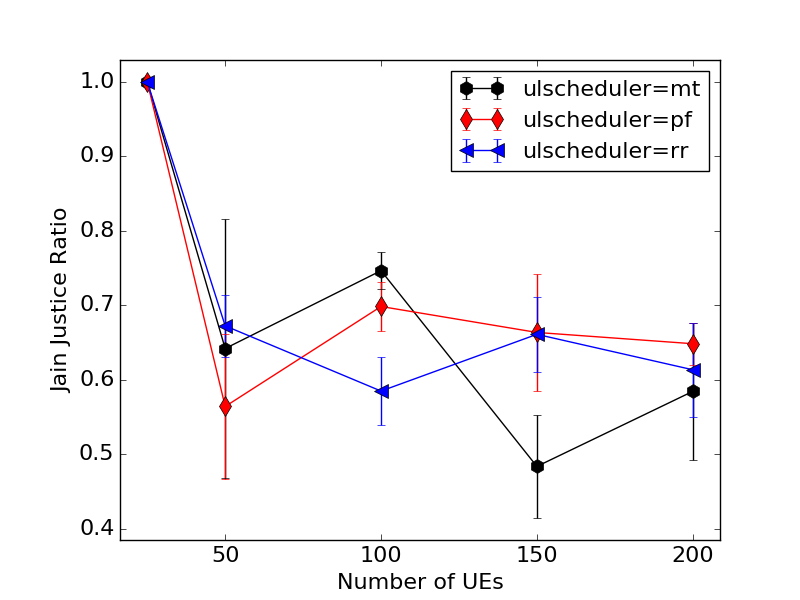 1.0
0.9
0.8
0.7
0.6
0.5
0.4
Jain Justice Ratio
ulscheduler=mt
ulscheduler=pf
ulscheduler=rr
50
100
150
200
Number of UEs